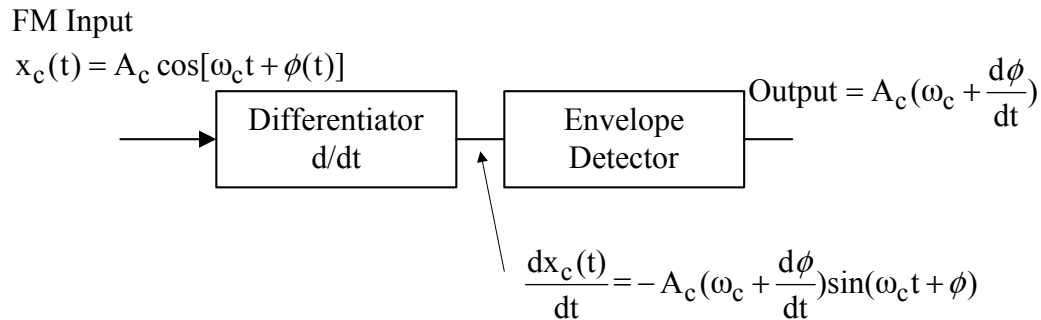 FM Input
x_c(t) = A_c cos[ω_c t + ϕ(t)]
Differentiator
d/dt
Envelope
Detector
Output = A_c(ω_c + dϕ/dt)
dx_c(t)/dt = − A_c(ω_c + dϕ/dt)sin(ω_c t + ϕ)